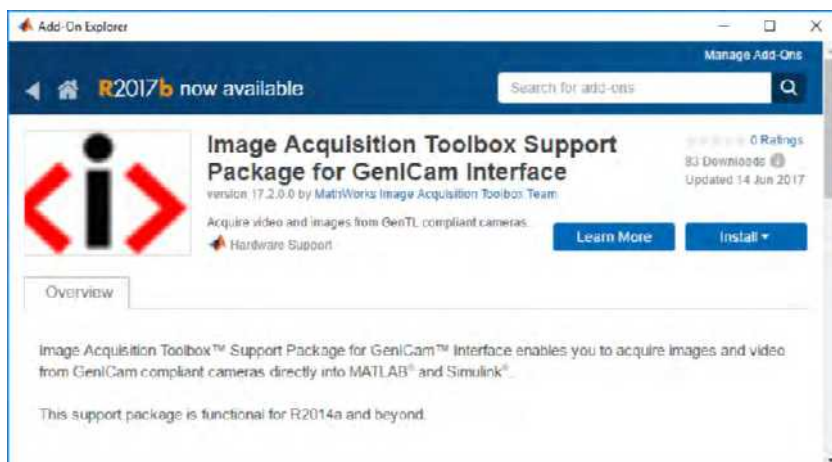 Add-On Explorer
Manage Add-Ons
R2017b now available
Search for add-ons
<i>
Image Acquisition Toolbox Support
Package for GenICam Interface
0 Ratings
83 Downloads
Updated 14 Jun 2017
version 17.2.0.0 by MathWorks Image Acquisition Toolbox Team
Acquire video and images from GenTL compliant cameras.
Hardware Support
Learn More
Install
Overview
Image Acquisition Toolbox™ Support Package for GenICam™ Interface enables you to acquire images and video
from GenICam compliant cameras directly into MATLAB® and Simulink®.
This support package is functional for R2014a and beyond.